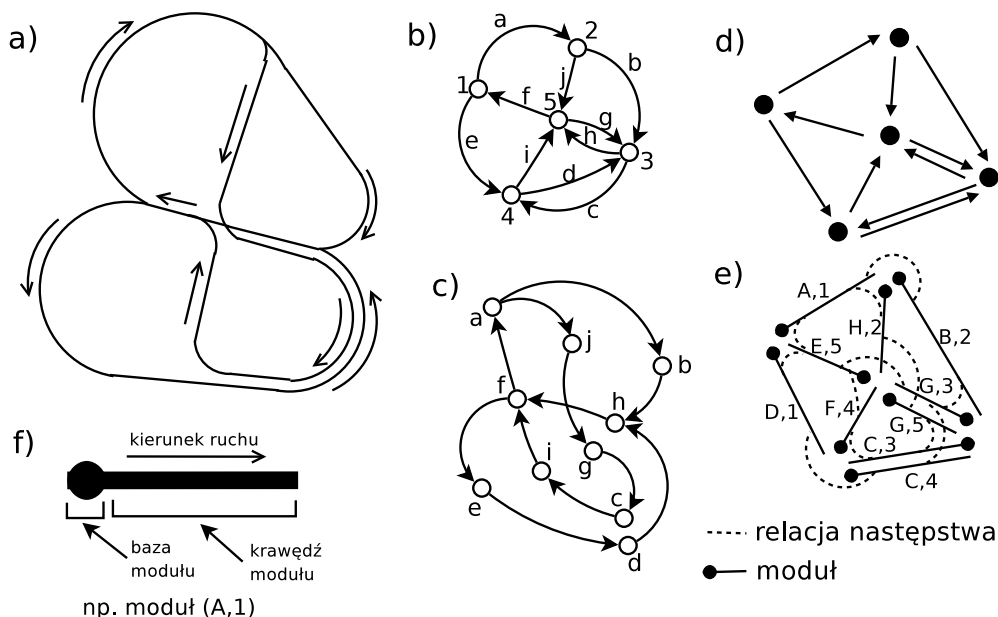 a)
b)
a
2
b
1
j
f
5
g
h
3
e
i
d
4
c
c)
a
j
b
f
h
i
g
e
c
d
d)
e)
A,1
H,2
B,2
E,5
G,3
D,1
F,4
G,5
C,3
C,4
relacja następstwa
moduł
f)
kierunek ruchu
baza
modułu
krawędź
modułu
np. moduł (A,1)